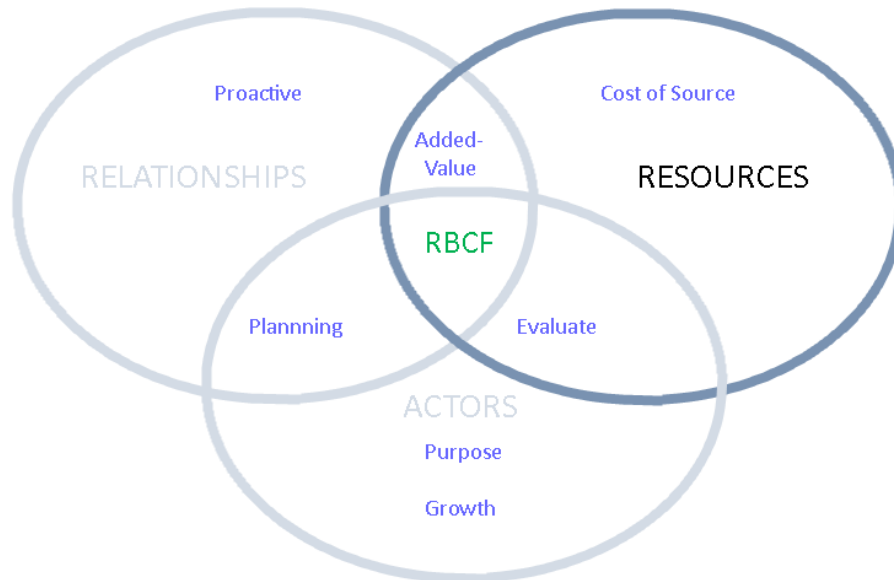 Proactive
Cost of Source
Added-
Value
RELATIONSHIPS
RESOURCES
RBCF
Plannning
Evaluate
ACTORS
Purpose
Growth